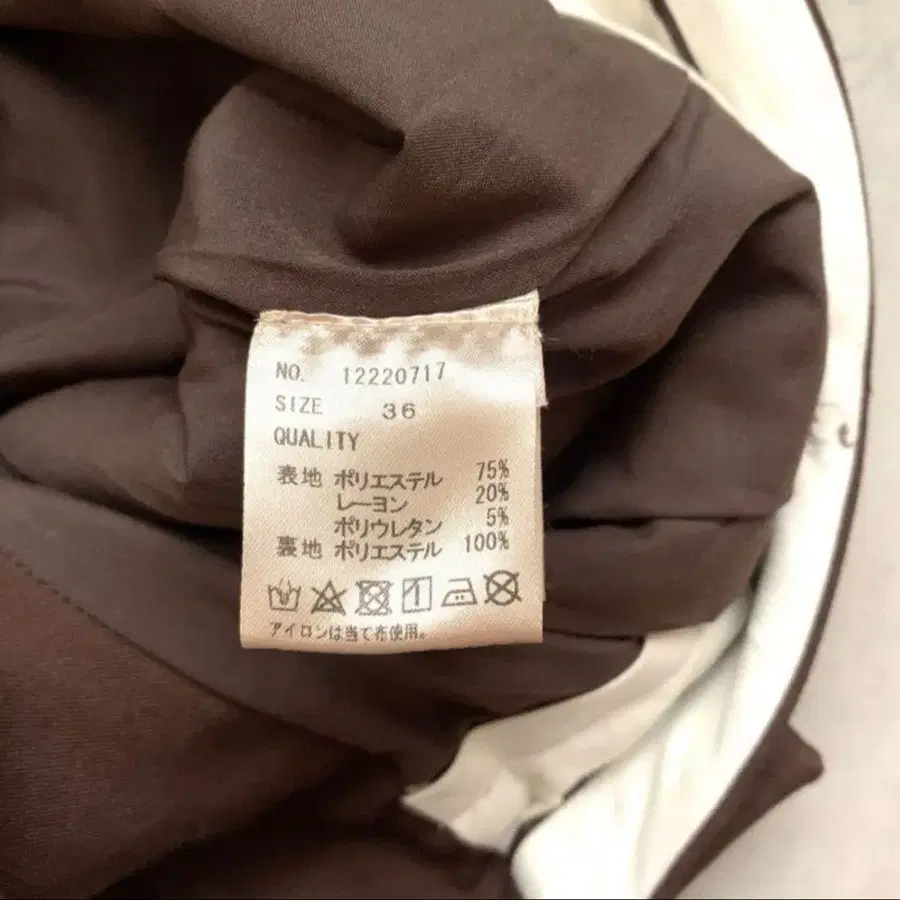 NO. 12220717
SIZE 36
QUALITY
表地 ポリエステル 75%
レーヨン 20%
ポリウレタン 5%
裏地 ポリエステル 100%
アイロンは当て布使用。